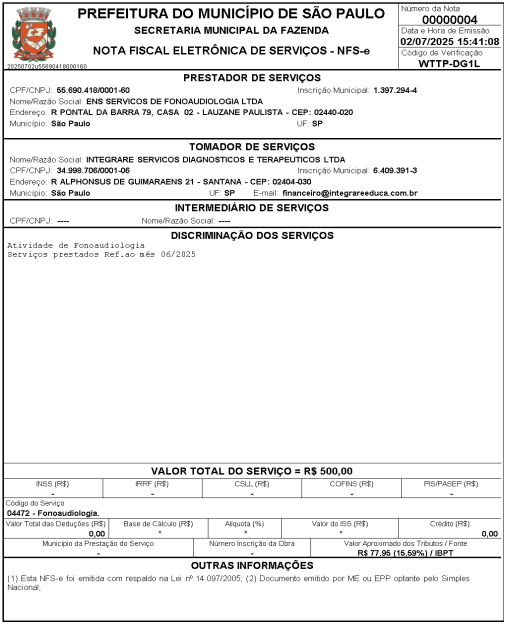 PREFEITURA DO MUNICÍPIO DE SÃO PAULO
SECRETARIA MUNICIPAL DA FAZENDA
NOTA FISCAL ELETRÔNICA DE SERVIÇOS - NFS-e
20250702u55690418000160
Número da Nota
00000004
Data e Hora de Emissão
02/07/2025 15:41:08
Código de Verificação
WTTP-DG1L
PRESTADOR DE SERVIÇOS
CPF/CNPJ: 55.690.418/0001-60 Inscrição Municipal: 1.397.294-4
Nome/Razão Social: ENS SERVICOS DE FONOAUDIOLOGIA LTDA
Endereço: R PONTAL DA BARRA 79, CASA 02 - LAUZANE PAULISTA - CEP: 02440-020
Município: São Paulo UF: SP
TOMADOR DE SERVIÇOS
Nome/Razão Social: INTEGRARE SERVICOS DIAGNOSTICOS E TERAPEUTICOS LTDA
CPF/CNPJ: 34.998.706/0001-06 Inscrição Municipal: 6.409.391-3
Endereço: R ALPHONSUS DE GUIMARAENS 21 - SANTANA - CEP: 02404-030
Município: São Paulo UF: SP E-mail: financeiro@integrareeduca.com.br
INTERMEDIÁRIO DE SERVIÇOS
CPF/CNPJ: ---- Nome/Razão Social: ----
DISCRIMINAÇÃO DOS SERVIÇOS
Atividade de Fonoaudiologia
Serviços prestados Ref.ao mês 06/2025
VALOR TOTAL DO SERVIÇO = R$ 500,00
INSS (R$) IRRF (R$) CSLL (R$) COFINS (R$) PIS/PASEP (R$)
- - - - -
Código do Serviço
04472 - Fonoaudiologia.
Valor Total das Deduções (R$) Base de Cálculo (R$) Alíquota (%) Valor do ISS (R$) Crédito (R$)
0,00 * * * 0,00
Município da Prestação do Serviço Número Inscrição da Obra Valor Aproximado dos Tributos / Fonte
- - R$ 77,95 (15,59%) / IBPT
OUTRAS INFORMAÇÕES
(1) Esta NFS-e foi emitida com respaldo na Lei nº 14.097/2005; (2) Documento emitido por ME ou EPP optante pelo Simples
Nacional;